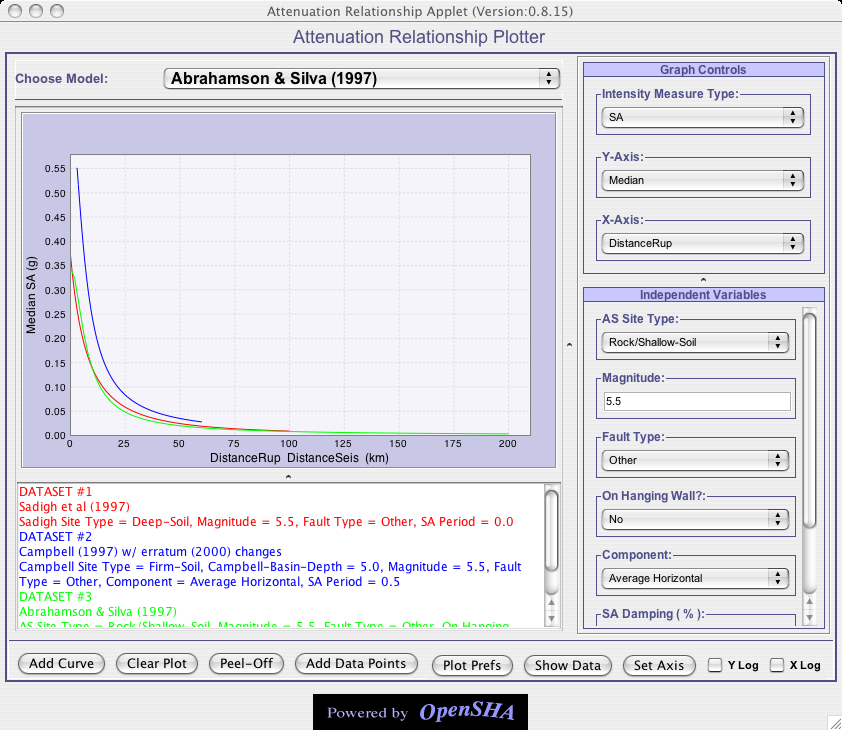 Attenuation Relationship Applet (Version:0.8.15)
Attenuation Relationship Plotter
Choose Model:
Abrahamson & Silva (1997)
0.55
0.50
0.45
0.40
0.35
0.30
0.25
0.20
0.15
0.10
0.05
0.00
Median SA (g)
0 25 50 75 100 125 150 175 200
DistanceRup DistanceSeis (km)
DATASET #1
Sadigh et al (1997)
Sadigh Site Type = Deep-Soil, Magnitude = 5.5, Fault Type = Other, SA Period = 0.0
DATASET #2
Campbell (1997) w/ erratum (2000) changes
Campbell Site Type = Firm-Soil, Campbell-Basin-Depth = 5.0, Magnitude = 5.5, Fault
Type = Other, Component = Average Horizontal, SA Period = 0.5
DATASET #3
Abrahamson & Silva (1997)
AS Site Type = Rock/Shallow-Soil, Magnitude = 5.5, Fault Type = Other, On Hanging
Graph Controls
Intensity Measure Type:
SA
Y-Axis:
Median
X-Axis:
DistanceRup
Independent Variables
AS Site Type:
Rock/Shallow-Soil
Magnitude:
5.5
Fault Type:
Other
On Hanging Wall?:
No
Component:
Average Horizontal
SA Damping ( % ):
Add Curve Clear Plot Peel-Off Add Data Points Plot Prefs Show Data Set Axis Y Log X Log
Powered by OpenSHA